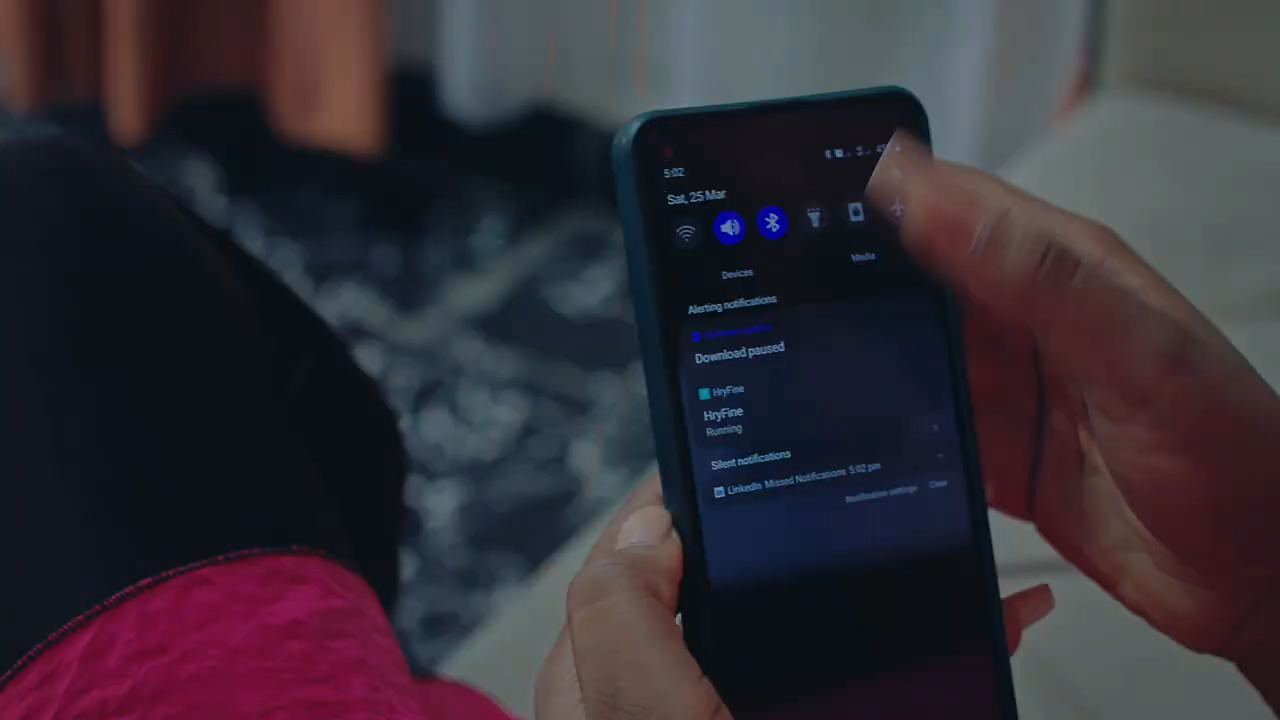 5:02
Sat, 25 Mar
Devices
Media
Alerting notifications
Download paused
HryFine
HryFine
Running
Silent notifications
LinkedIn Missed Notifications 5:02 pm
Notification settings
Clear